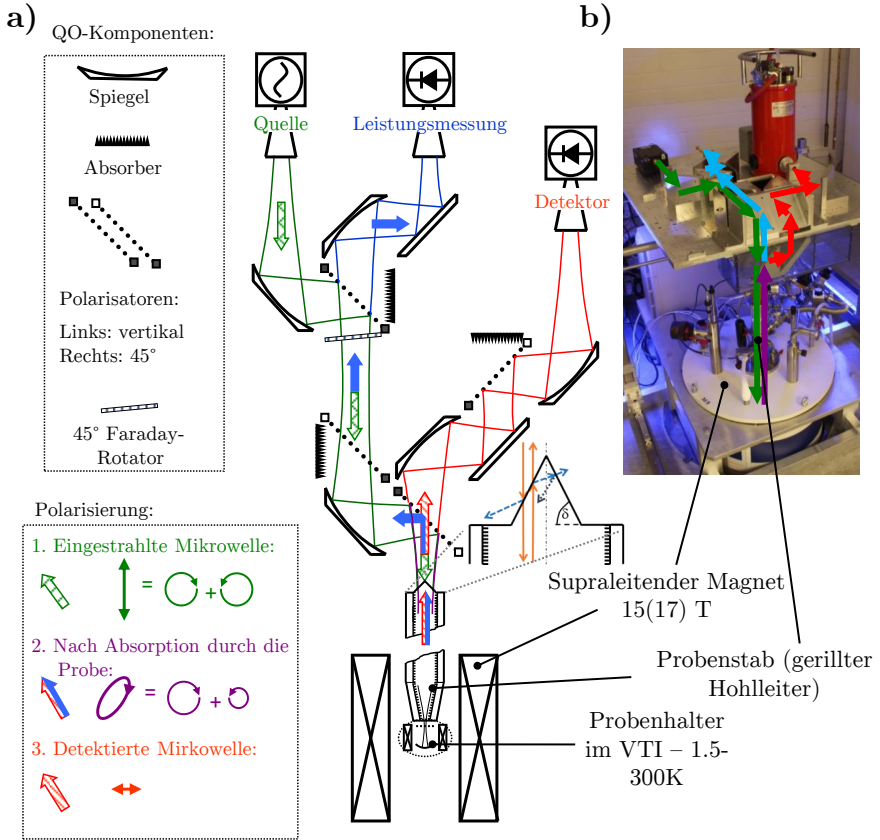 a)
QO-Komponenten:
Spiegel
Absorber
Polarisatoren:
Links: vertikal
Rechts: 45°
45° Faraday-
Rotator
Quelle
Leistungsmessung
Detektor
b)
δ
Polarisierung:
1. Eingestrahlte Mikrowelle:
= +
2. Nach Absorption durch die
Probe:
= +
3. Detektierte Mirkowelle:
Supraleitender Magnet
15(17) T
Probenstab (gerillter
Hohlleiter)
Probenhalter
im VTI – 1.5-
300K